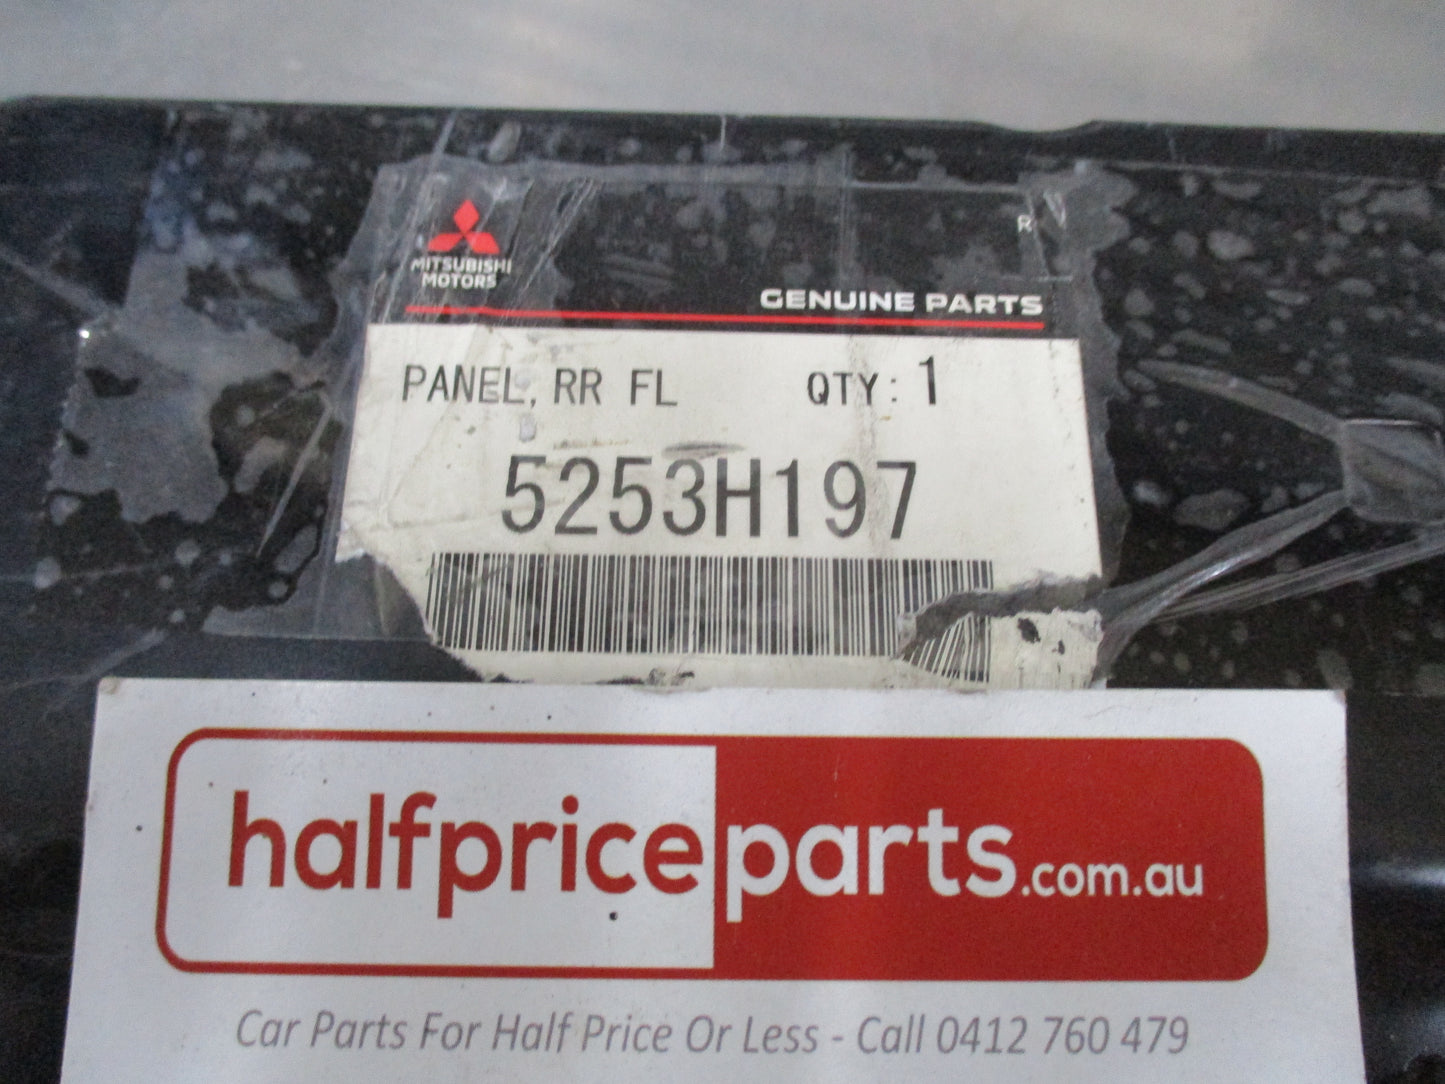 MITSUBISHI
MOTORS
R
GENUINE PARTS
PANEL, RR FL QTY: 1
5253H197
halfpriceparts.com.au
Car Parts For Half Price Or Less - Call 0412 760 479